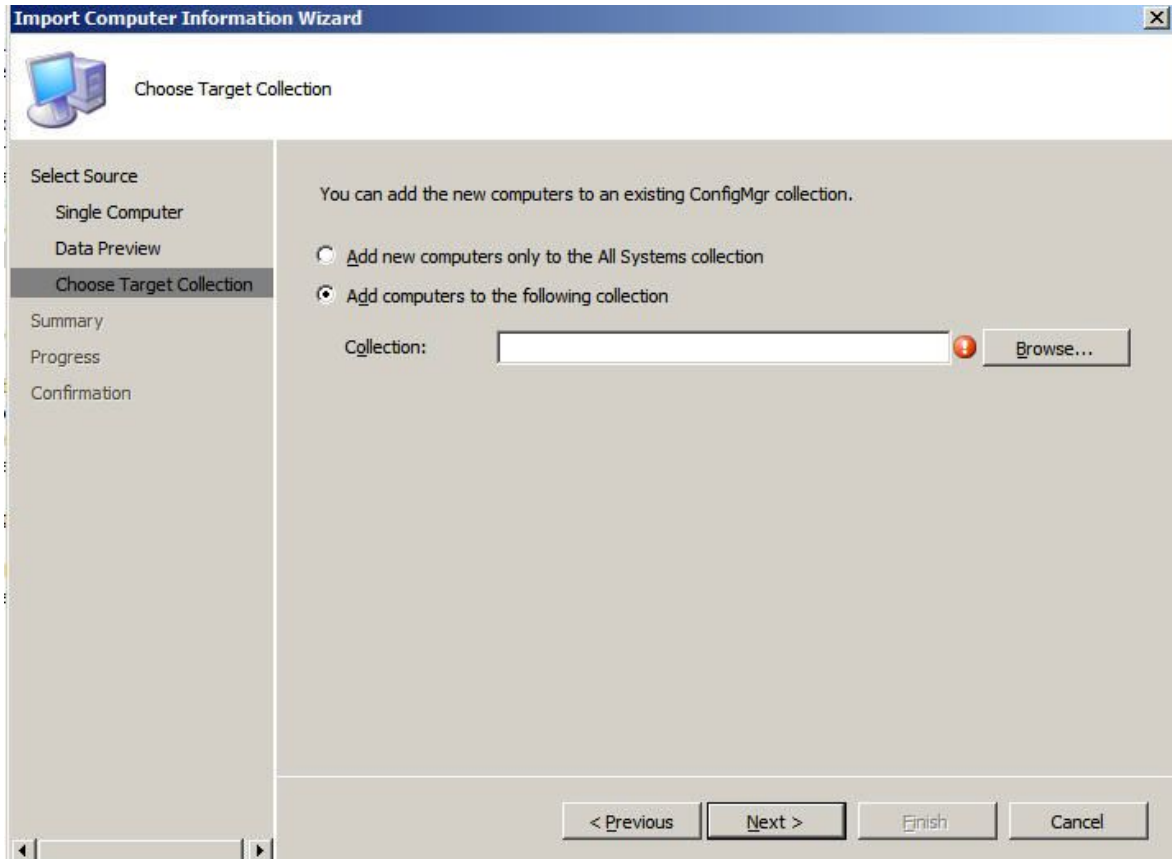 Import Computer Information Wizard
Choose Target Collection
Select Source
Single Computer
Data Preview
Choose Target Collection
Summary
Progress
Confirmation
You can add the new computers to an existing ConfigMgr collection.
Add new computers only to the All Systems collection
Add computers to the following collection
Collection:
Browse...
< Previous
Next >
Finish
Cancel